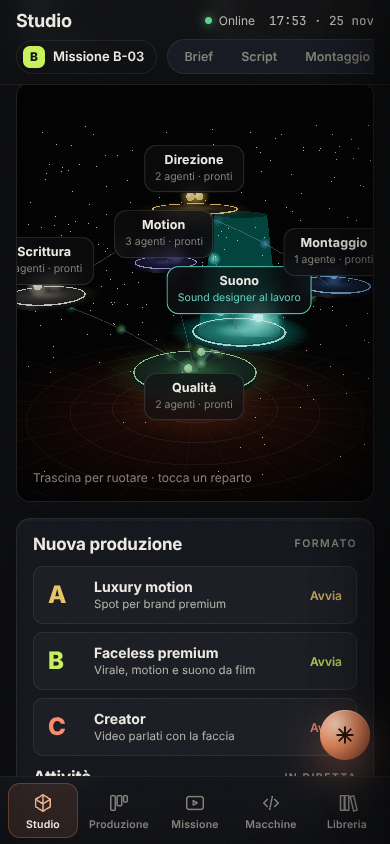 Studio
Online 17:53 · 25 nov
B Missione B-03 Brief Script Montaggio
Direzione
2 agenti · pronti
Motion
3 agenti · pronti
Scrittura
agenti · pronti
Montaggio
1 agente · pronti
Suono
Sound designer al lavoro
Qualità
2 agenti · pronti
Trascina per ruotare · tocca un reparto
Nuova produzione FORMATO
A Luxury motion
Spot per brand premium
Avvia
B Faceless premium
Virale, motion e suono da film
Avvia
C Creator
Video parlati con la faccia
Attività IN DIRETTA
Studio Produzione Missione Macchine Libreria